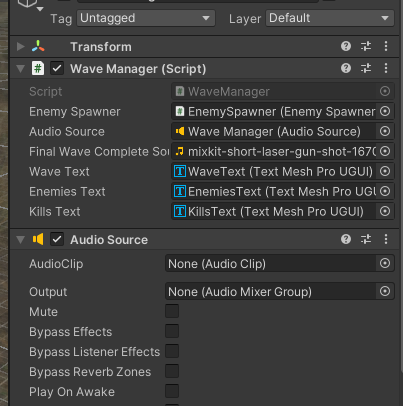 Tag Untagged Layer Default
Transform
# Wave Manager (Script)
Script # WaveManager
Enemy Spawner # EnemySpawner (Enemy Spawner
Audio Source Wave Manager (Audio Source)
Final Wave Complete Sou mixkit-short-laser-gun-shot-1670
Wave Text T WaveText (Text Mesh Pro UGUI)
Enemies Text T EnemiesText (Text Mesh Pro UGU
Kills Text T KillsText (Text Mesh Pro UGUI)
Audio Source
AudioClip None (Audio Clip)
Output None (Audio Mixer Group)
Mute
Bypass Effects
Bypass Listener Effects
Bypass Reverb Zones
Play On Awake